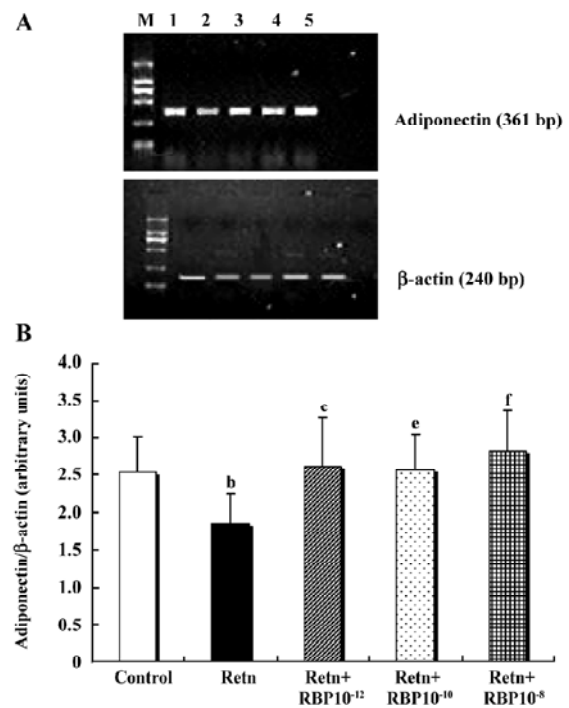 A
M 1 2 3 4 5
Adiponectin (361 bp)
β-actin (240 bp)
B
Adiponectin/β-actin (arbitrary units)
4.0
3.5
3.0
2.5
2.0
1.5
1.0
0.5
0
b
c
e
f
Control
Retn
Retn+
RBP10⁻¹²
Retn+
RBP10⁻¹⁰
Retn+
RBP10⁻⁸